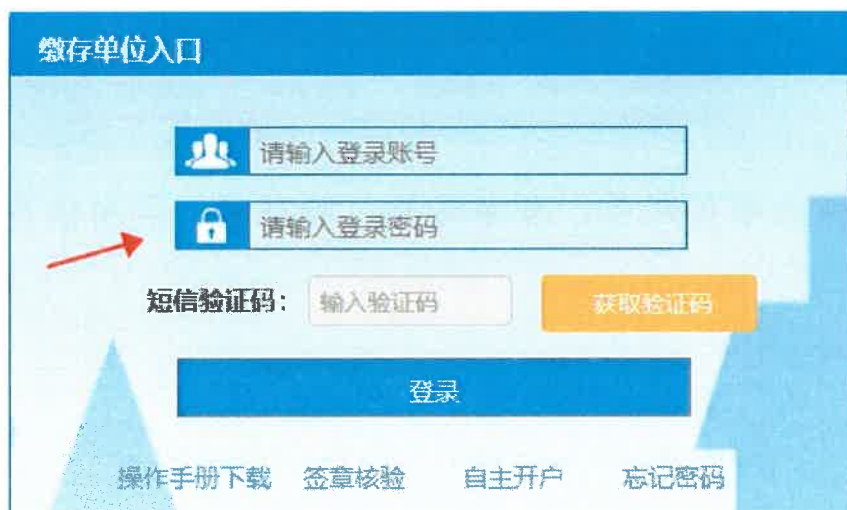 缴存单位入口
请输入登录账号
请输入登录密码
短信验证码： 输入验证码 获取验证码
登录
操作手册下载 签章核验 自主开户 忘记密码